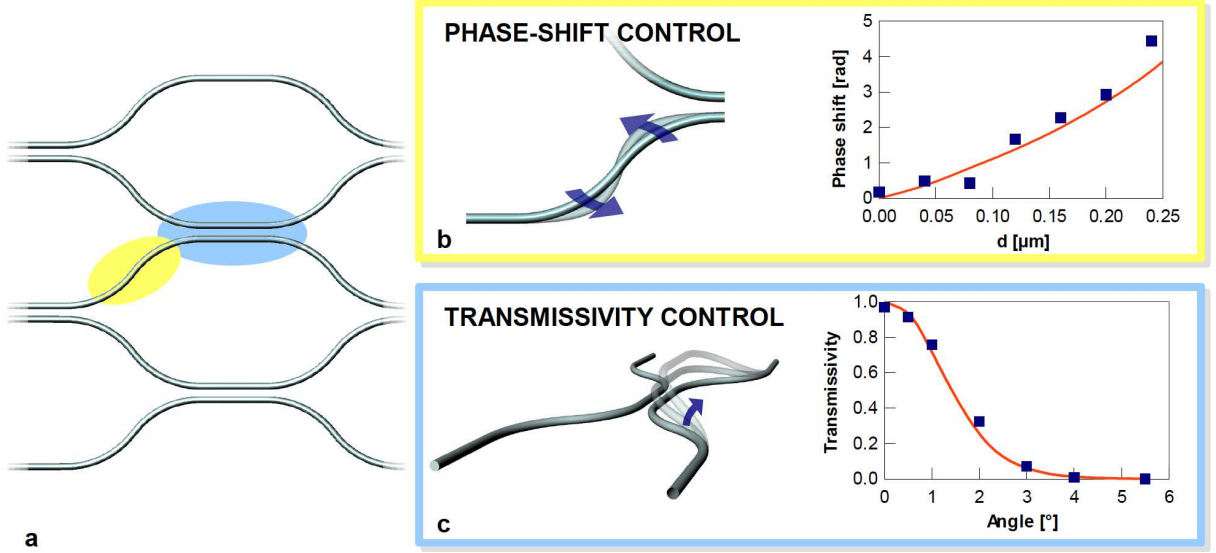 PHASE-SHIFT CONTROL
5
4
3
2
1
0
Phase shift [rad]
0.00 0.05 0.10 0.15 0.20 0.25
d [µm]
b
TRANSMISSIVITY CONTROL
1.0
0.8
0.6
0.4
0.2
0.0
Transmissivity
0 1 2 3 4 5 6
Angle [°]
c
a